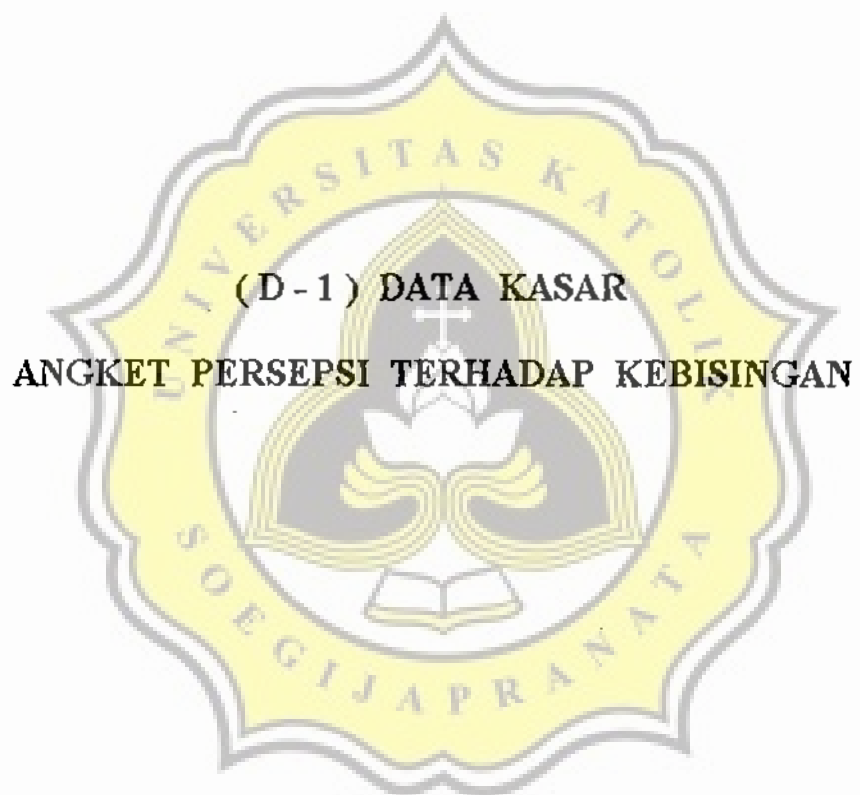 UNIVERSITAS KATOLIK
( D - 1 ) DATA KASAR
ANGKET PERSEPSI TERHADAP KEBISINGAN
SOEGIJAPRANATA